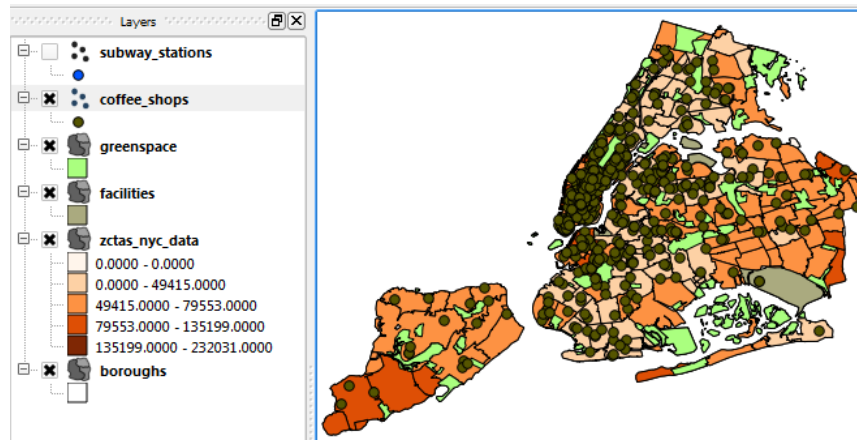 Layers
subway_stations
coffee_shops
greenspace
facilities
zctas_nyc_data
0.0000 - 0.0000
0.0000 - 49415.0000
49415.0000 - 79553.0000
79553.0000 - 135199.0000
135199.0000 - 232031.0000
boroughs